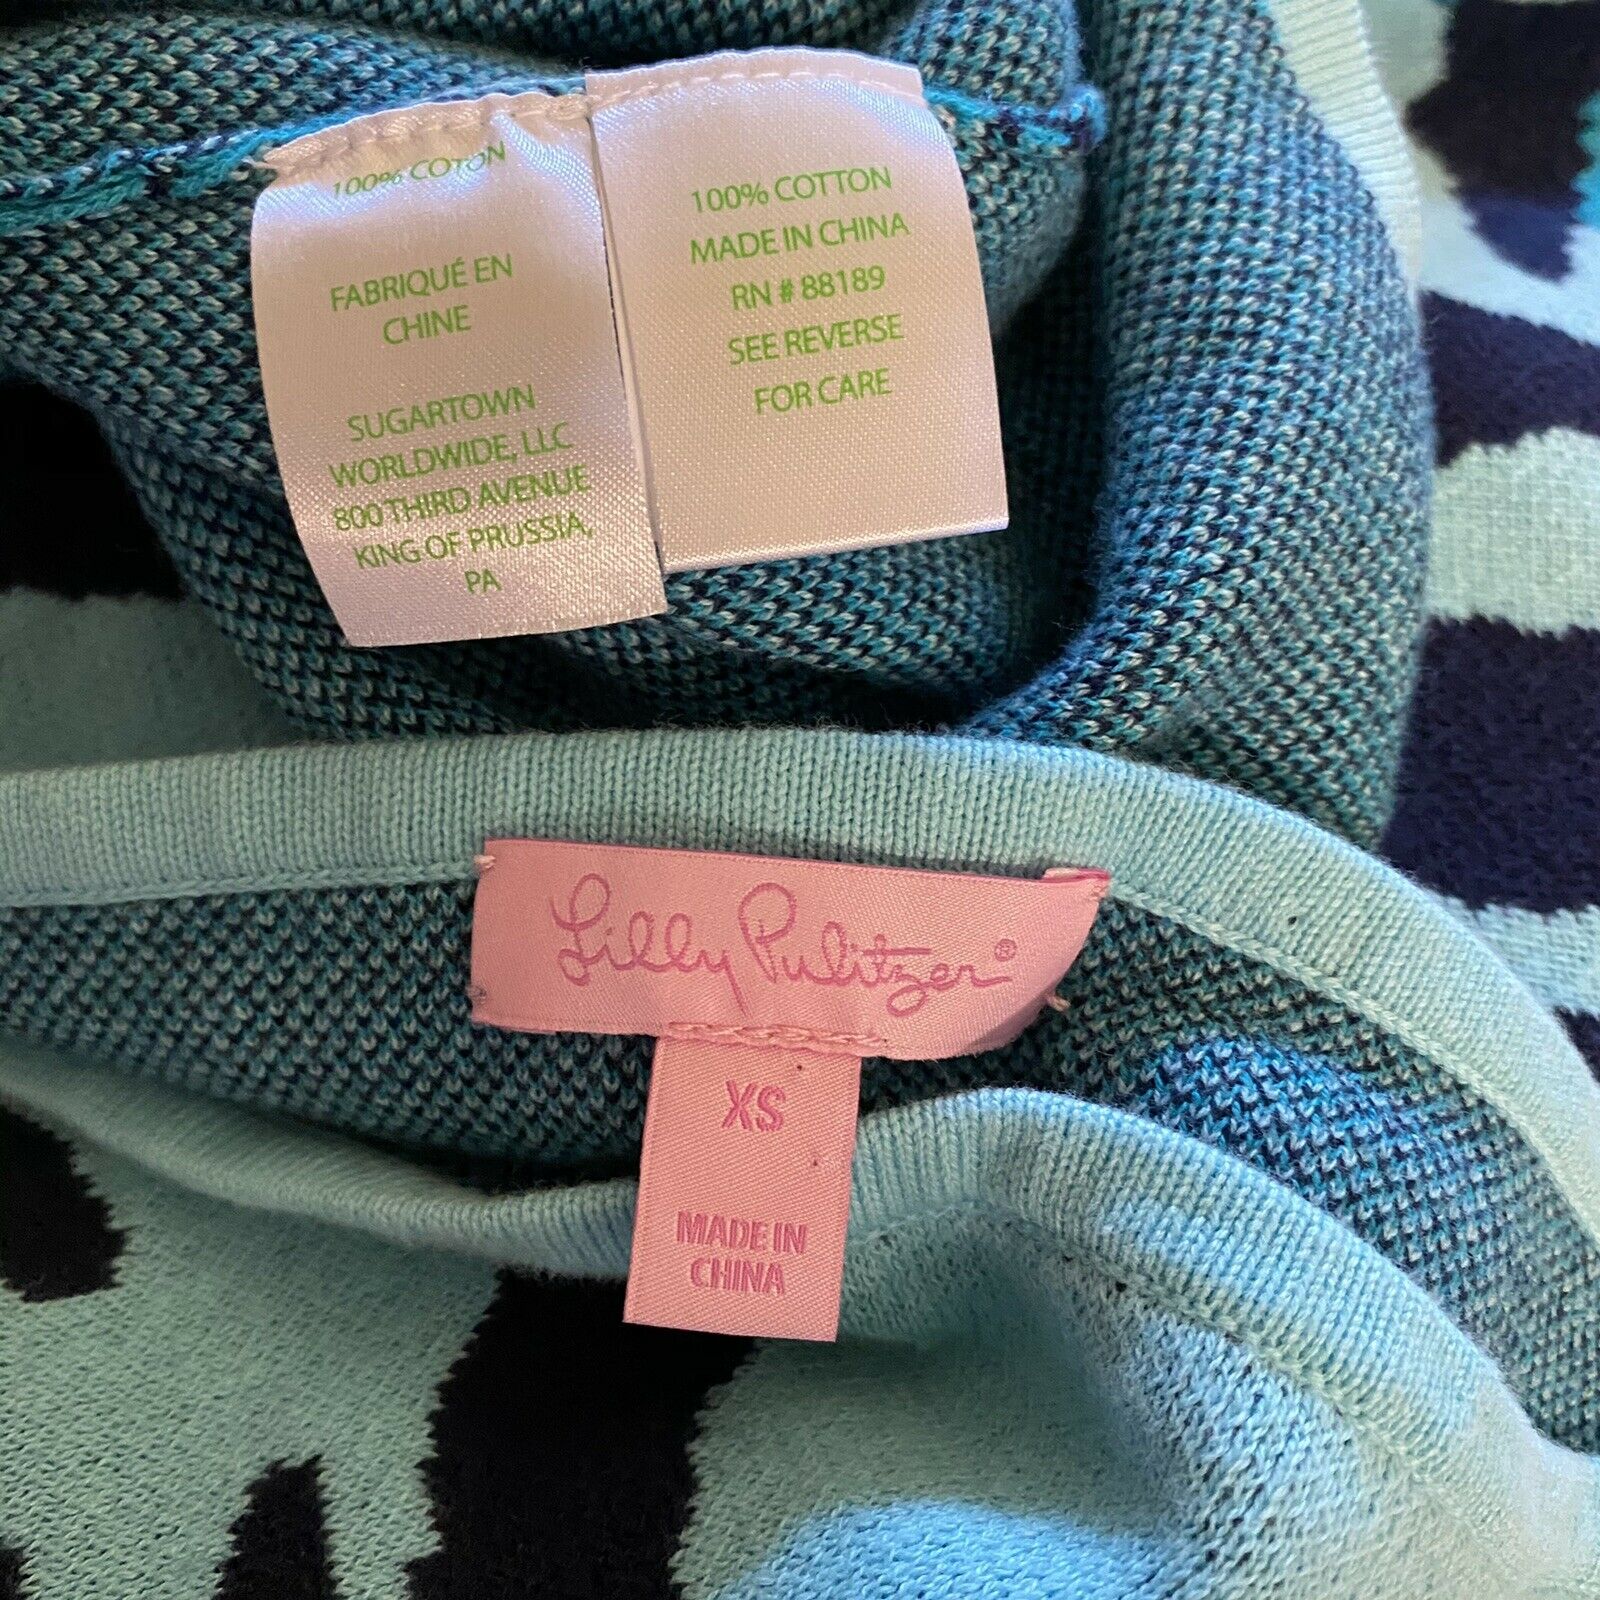 100% COTON
FABRIQUÉ EN
CHINE
SUGARTOWN
WORLDWIDE, LLC
800 THIRD AVENUE
KING OF PRUSSIA,
PA
100% COTTON
MADE IN CHINA
RN # 88189
SEE REVERSE
FOR CARE
Lilly Pulitzer®
XS
MADE IN
CHINA